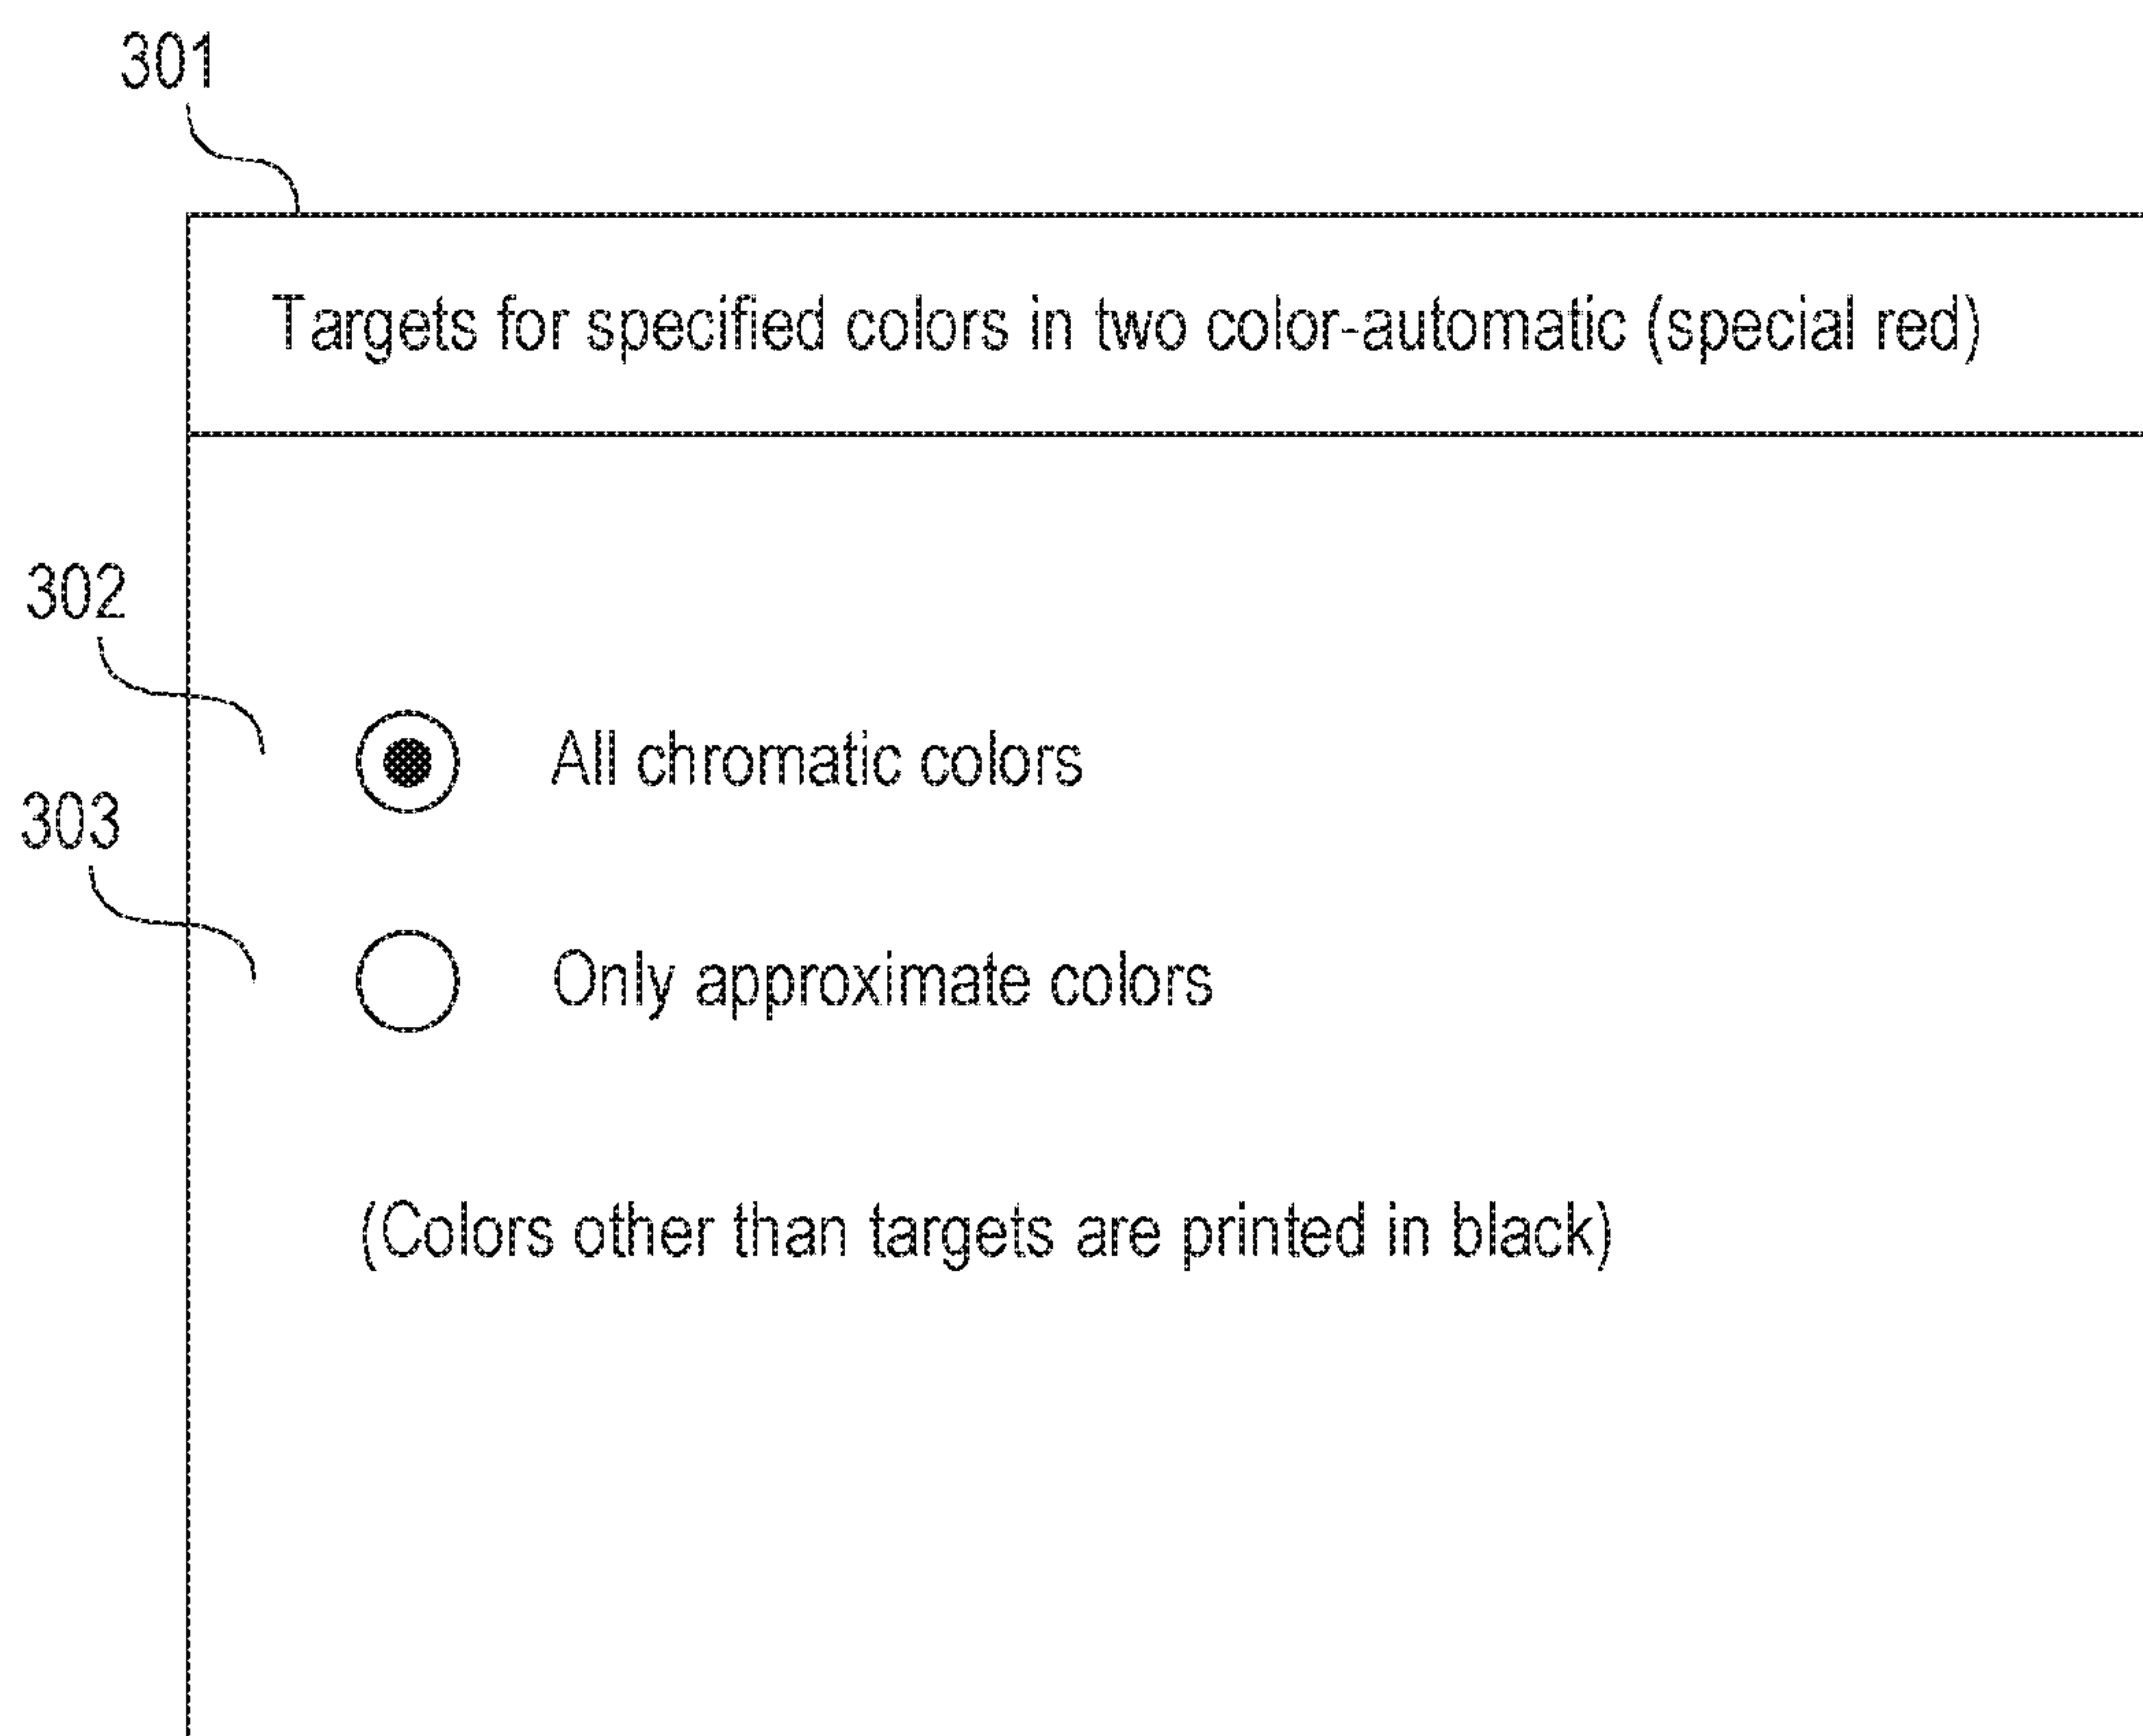 301
Targets for specified colors in two color-automatic (special red)
302
All chromatic colors
303
Only approximate colors
(Colors other than targets are printed in black)